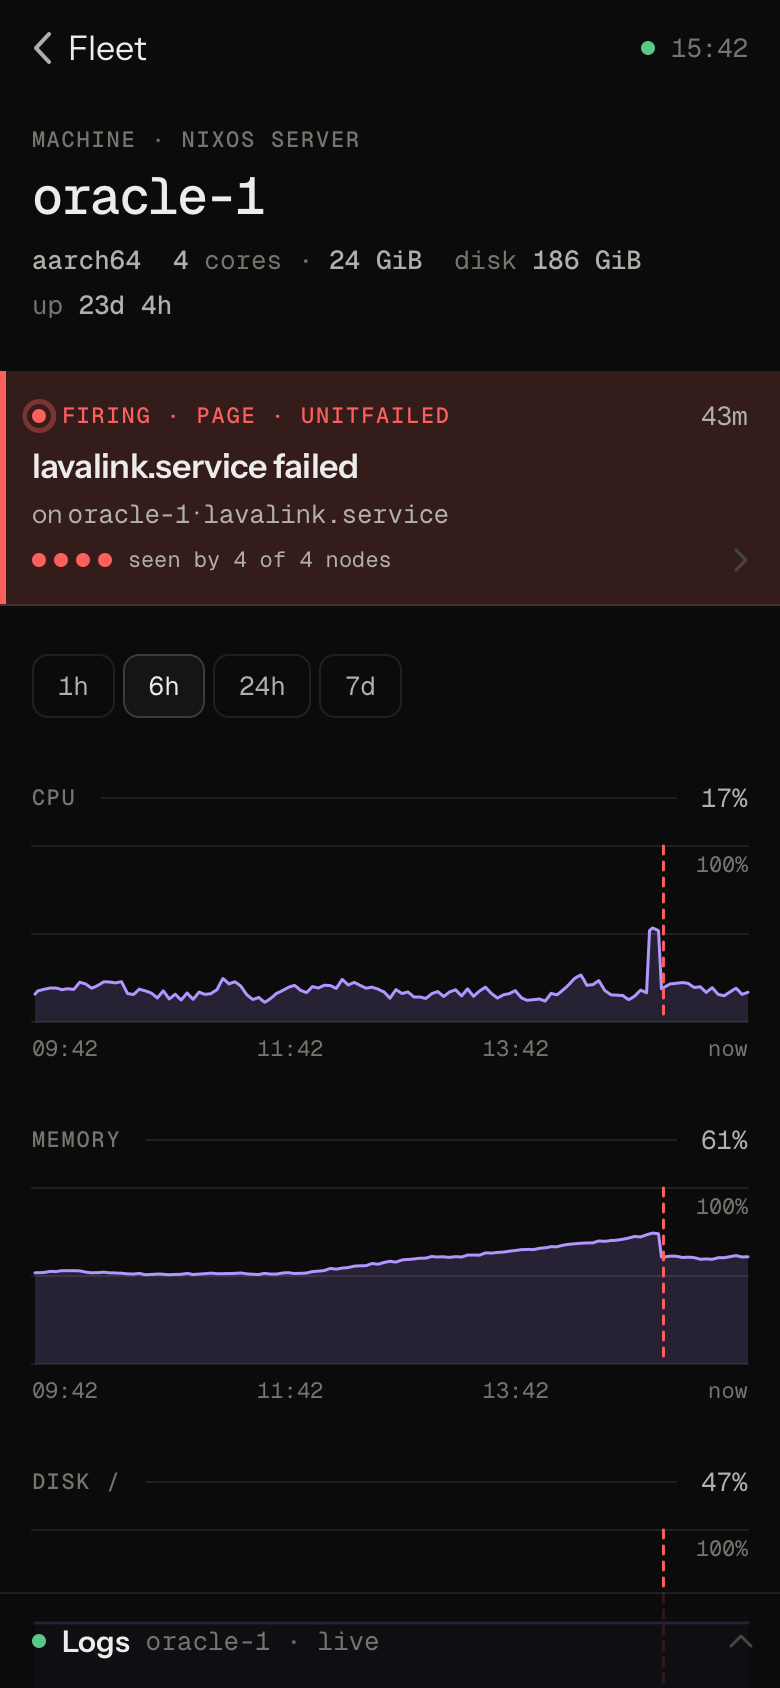 Fleet 15:42
MACHINE · NIXOS SERVER
oracle-1
aarch64 4 cores · 24 GiB disk 186 GiB
up 23d 4h
FIRING · PAGE · UNITFAILED 43m
lavalink.service failed
on oracle-1·lavalink.service
seen by 4 of 4 nodes
1h 6h 24h 7d
CPU 17%
100%
09:42 11:42 13:42 now
MEMORY 61%
100%
09:42 11:42 13:42 now
DISK / 47%
100%
Logs oracle-1 · live